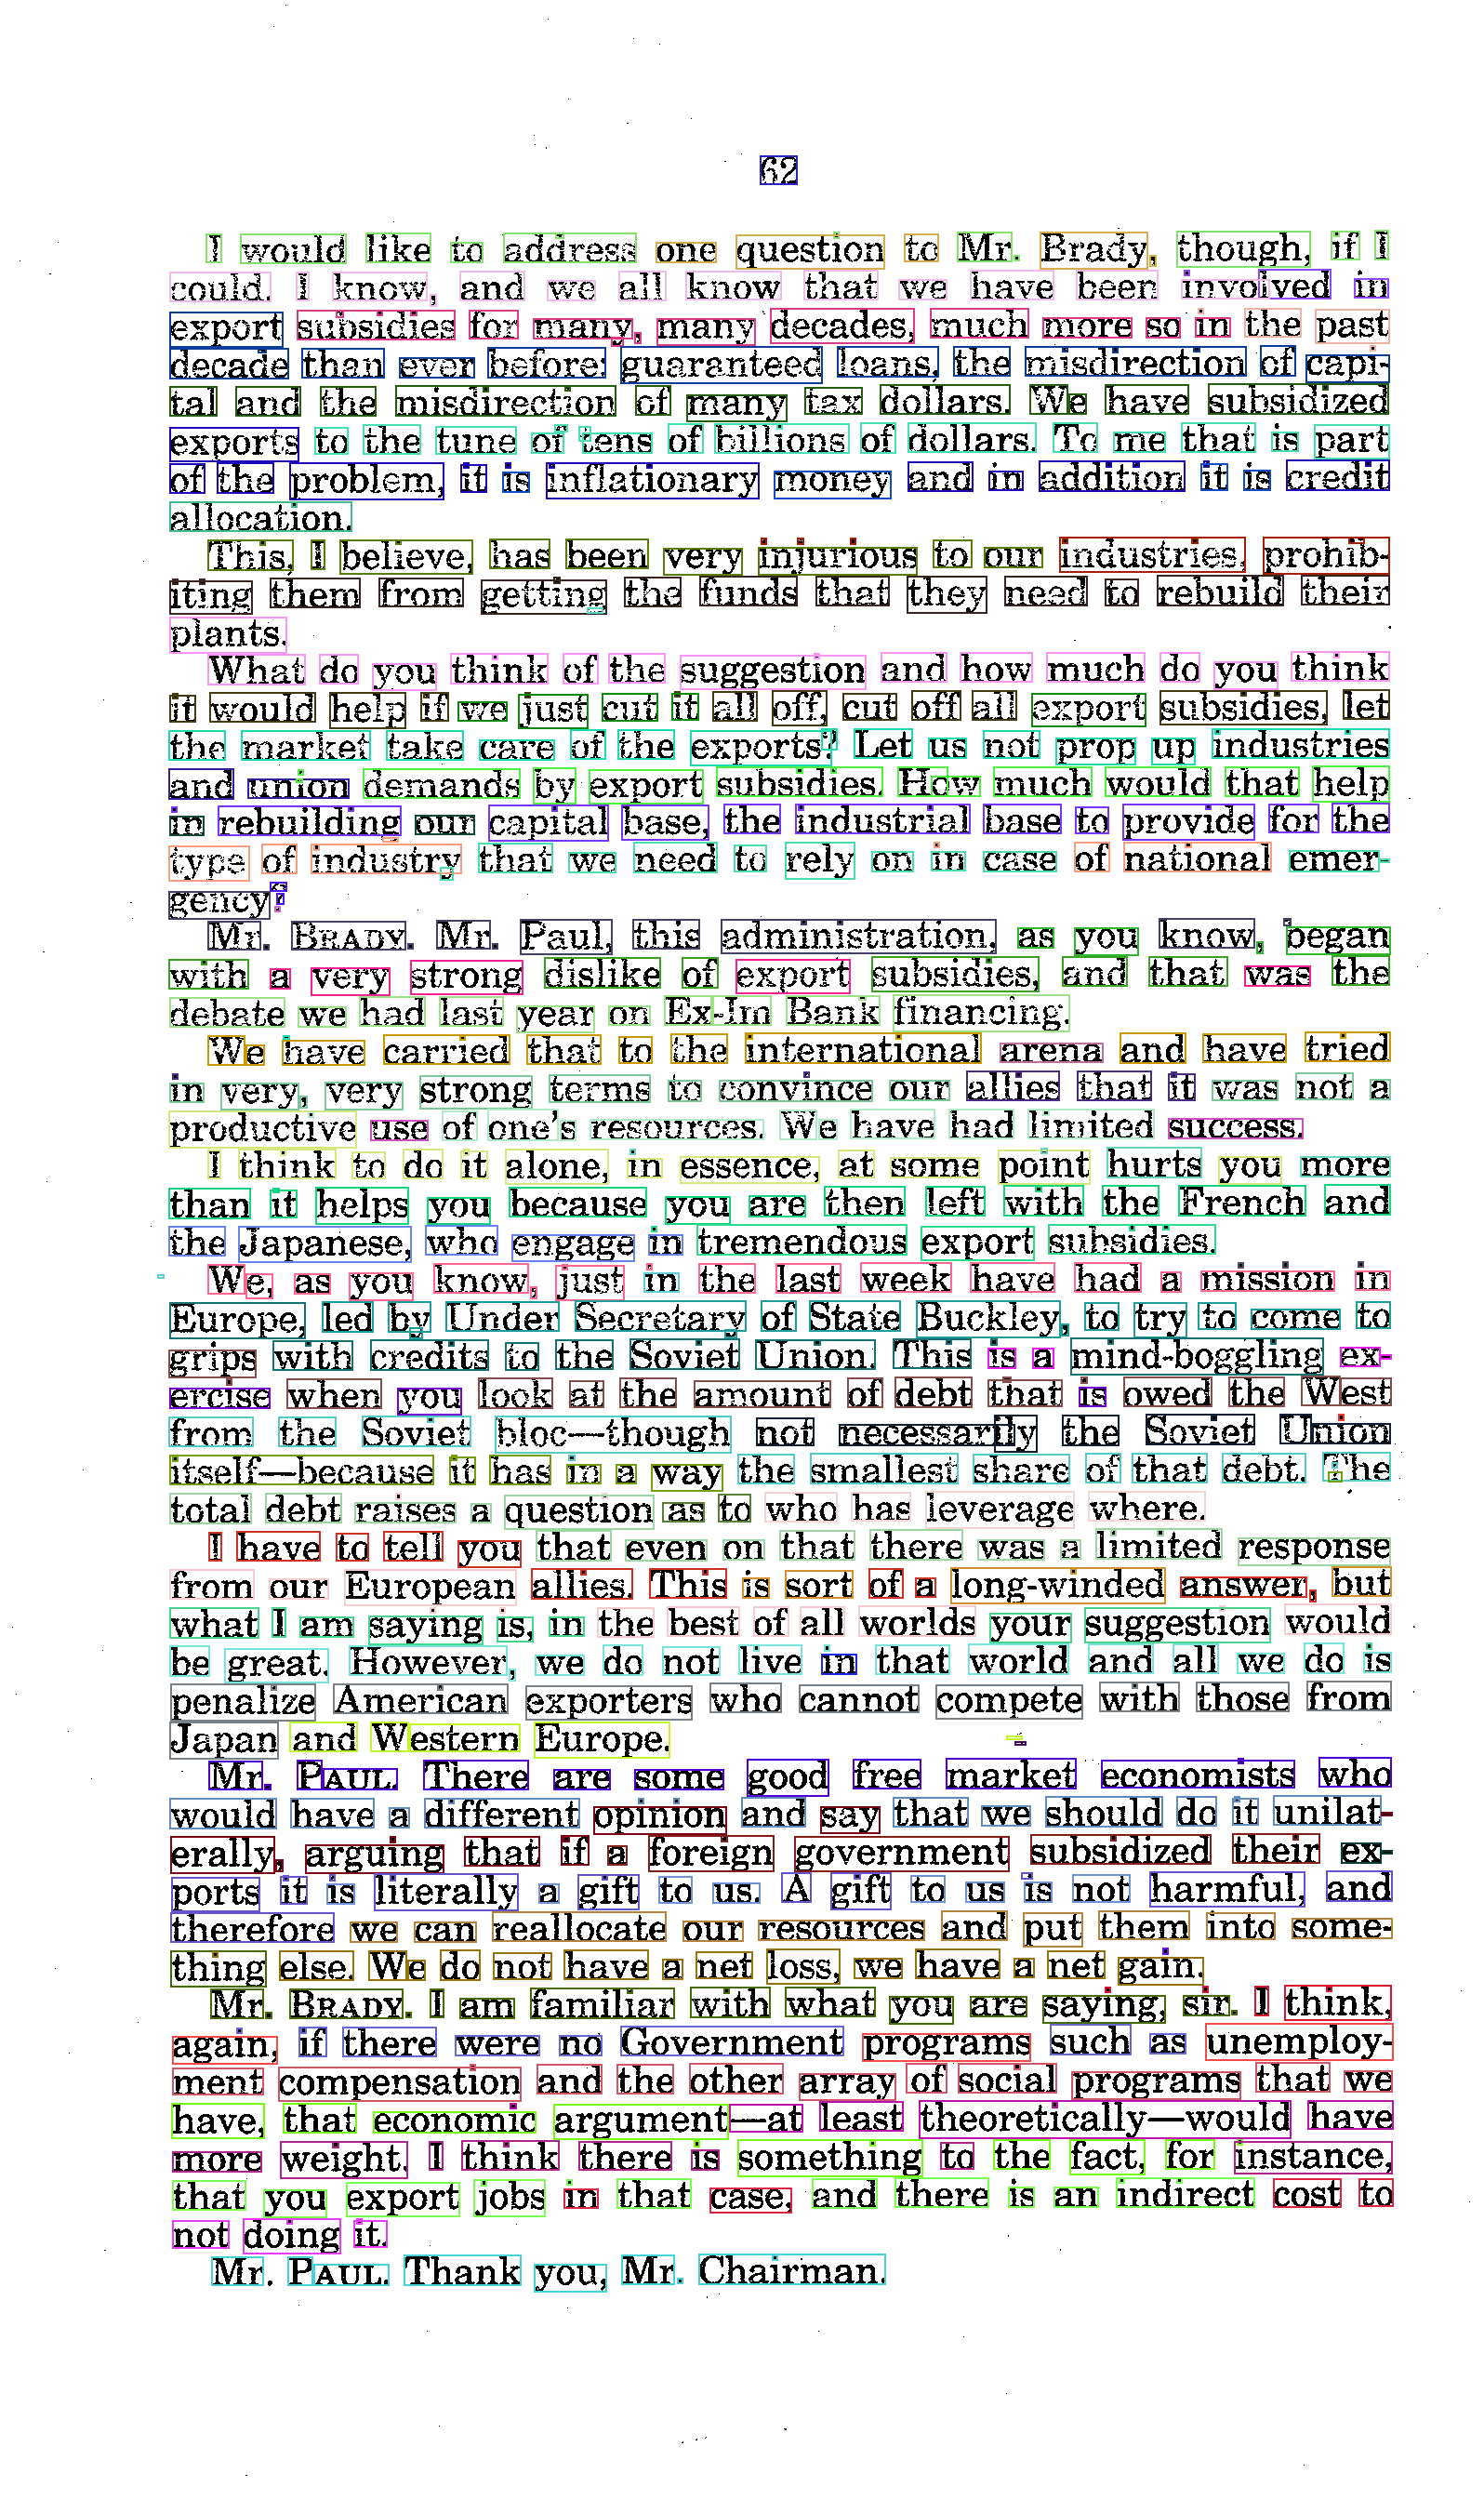 62
I would like to address one question to Mr. Brady, though, if I
could. I know, and we all know that we have been involved in
export subsidies for many, many decades, much more so in the past
decade than ever before: guaranteed loans, the misdirection of capi-
tal and the misdirection of many tax dollars. We have subsidized
exports to the tune of tens of billions of dollars. To me that is part
of the problem, it is inflationary money and in addition it is credit
allocation.
This, I believe, has been very injurious to our industries, prohib-
iting them from getting the funds that they need to rebuild their
plants.
What do you think of the suggestion and how much do you think
it would help if we just cut it all off, cut off all export subsidies, let
the market take care of the exports? Let us not prop up industries
and union demands by export subsidies. How much would that help
in rebuilding our capital base, the industrial base to provide for the
type of industry that we need to rely on in case of national emer-
gency?
Mr. BRADY. Mr. Paul, this administration, as you know, began
with a very strong dislike of export subsidies, and that was the
debate we had last year on Ex-Im Bank financing.
We have carried that to the international arena and have tried
in very, very strong terms to convince our allies that it was not a
productive use of one's resources. We have had limited success.
I think to do it alone, in essence, at some point hurts you more
than it helps you because you are then left with the French and
the Japanese, who engage in tremendous export subsidies.
We, as you know, just in the last week have had a mission in
Europe, led by Under Secretary of State Buckley, to try to come to
grips with credits to the Soviet Union. This is a mind-boggling ex-
ercise when you look at the amount of debt that is owed the West
from the Soviet bloc—though not necessarily the Soviet Union
itself—because it has in a way the smallest share of that debt. The
total debt raises a question as to who has leverage where.
I have to tell you that even on that there was a limited response
from our European allies. This is sort of a long-winded answer, but
what I am saying is, in the best of all worlds your suggestion would
be great. However, we do not live in that world and all we do is
penalize American exporters who cannot compete with those from
Japan and Western Europe.
Mr. PAUL. There are some good free market economists who
would have a different opinion and say that we should do it unilat-
erally, arguing that if a foreign government subsidized their ex-
ports it is literally a gift to us. A gift to us is not harmful, and
therefore we can reallocate our resources and put them into some-
thing else. We do not have a net loss, we have a net gain.
Mr. BRADY. I am familiar with what you are saying, sir. I think,
again, if there were no Government programs such as unemploy-
ment compensation and the other array of social programs that we
have, that economic argument—at least theoretically—would have
more weight. I think there is something to the fact, for instance,
that you export jobs in that case, and there is an indirect cost to
not doing it.
Mr. PAUL. Thank you, Mr. Chairman.